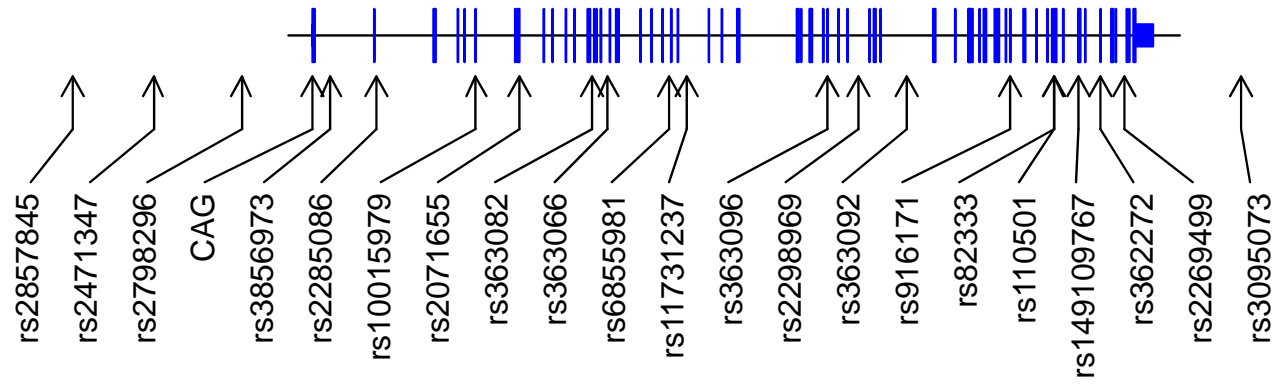 rs2857845
rs2471347
rs2798296
CAG
rs3856973
rs2285086
rs10015979
rs2071655
rs363082
rs363066
rs6855981
rs11731237
rs363096
rs2298969
rs363092
rs916171
rs82333
rs110501
rs149109767
rs362272
rs2269499
rs3095073